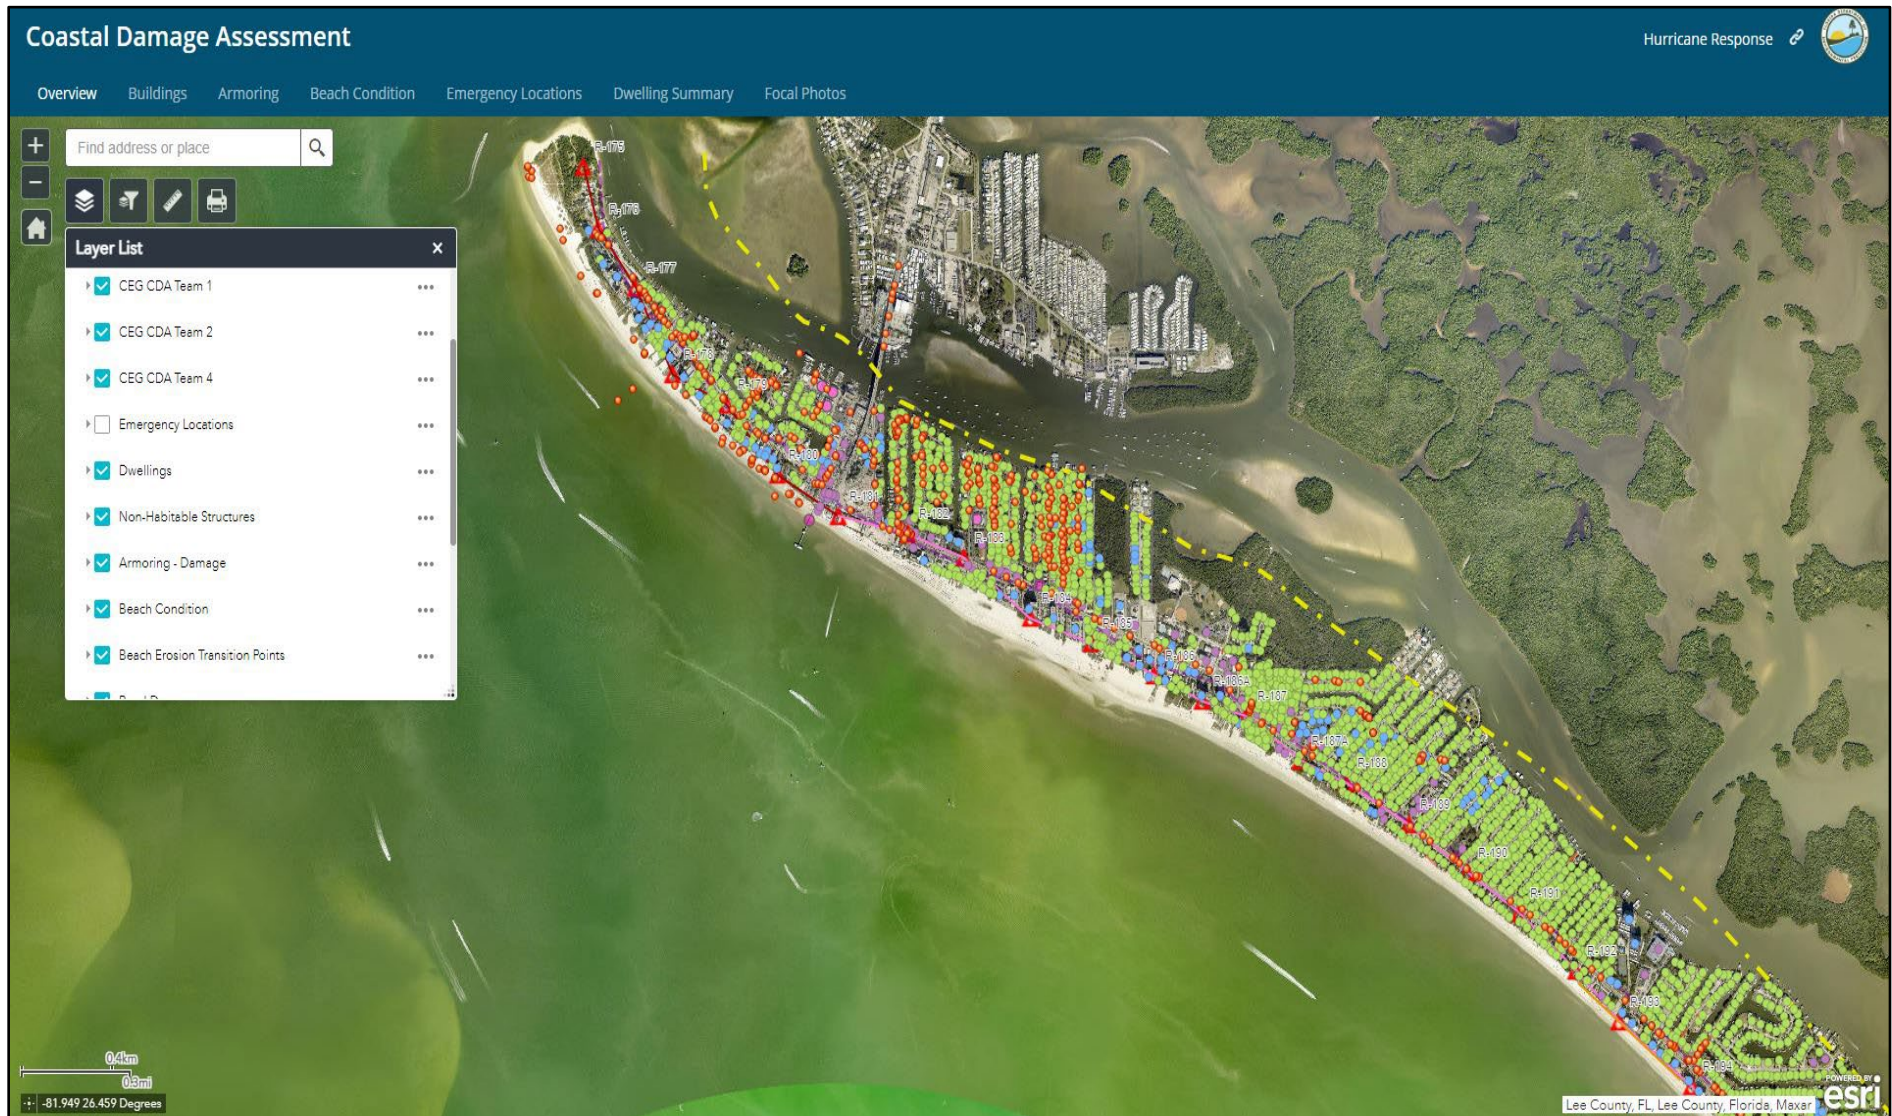 Coastal Damage Assessment
Hurricane Response
Overview Buildings Armoring Beach Condition Emergency Locations Dwelling Summary Focal Photos
+
Find address or place
−
Layer List ×
CEG CDA Team 1
CEG CDA Team 2
CEG CDA Team 4
Emergency Locations
Dwellings
Non-Habitable Structures
Armoring - Damage
Beach Condition
Beach Erosion Transition Points
R-175
R-176
R-177
R-178
R-179
R-180
R-181
R-182
R-183
R-184
R-185
R-186
R-186A
R-187
R-187A
R-188
R-189
R-190
R-191
R-192
R-193
R-194
0.4km
0.3mi
-81.949 26.459 Degrees
POWERED BY
esri
Lee County, FL, Lee County, Florida, Maxar